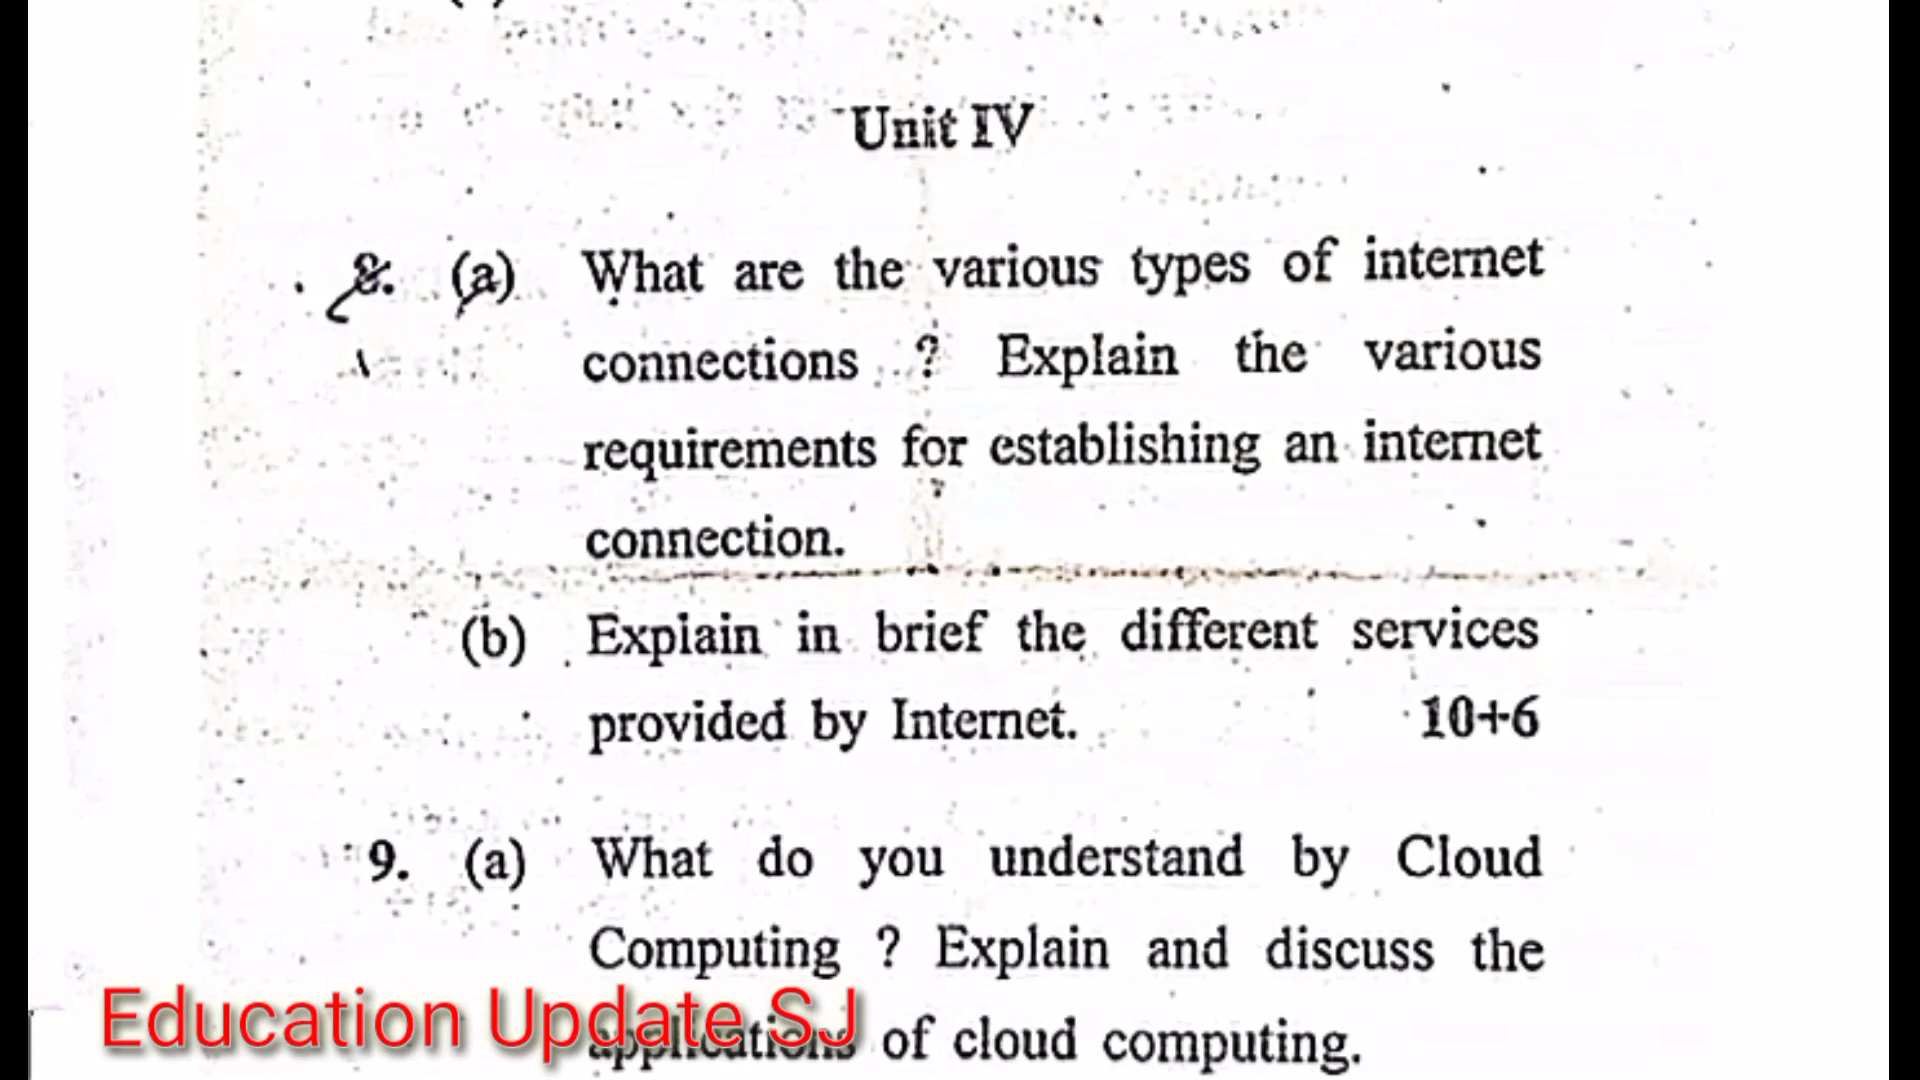 Unit IV
8. (a) What are the various types of internet
connections ? Explain the various
requirements for establishing an internet
connection.
(b) Explain in brief the different services
provided by Internet. 10+6
9. (a) What do you understand by Cloud
Computing ? Explain and discuss the
applications of cloud computing.
Education Update SJ